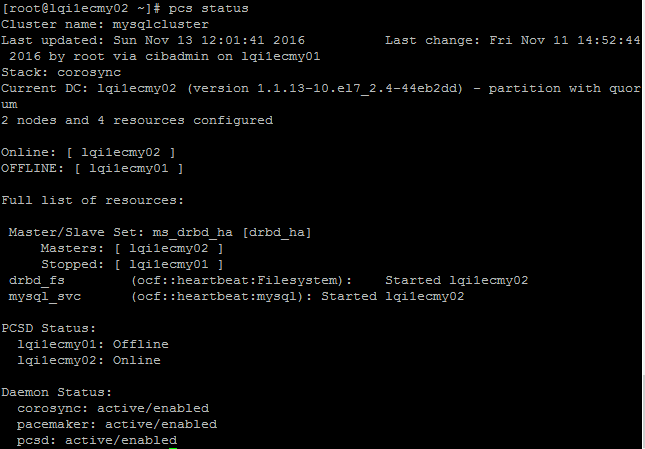 [root@lqi1ecmy02 ~]# pcs status
Cluster name: mysqlcluster
Last updated: Sun Nov 13 12:01:41 2016          Last change: Fri Nov 11 14:52:44
 2016 by root via cibadmin on lqi1ecmy01
Stack: corosync
Current DC: lqi1ecmy02 (version 1.1.13-10.el7_2.4-44eb2dd) - partition with quor
um
2 nodes and 4 resources configured

Online: [ lqi1ecmy02 ]
OFFLINE: [ lqi1ecmy01 ]

Full list of resources:

 Master/Slave Set: ms_drbd_ha [drbd_ha]
     Masters: [ lqi1ecmy02 ]
     Stopped: [ lqi1ecmy01 ]
 drbd_fs        (ocf::heartbeat:Filesystem):    Started lqi1ecmy02
 mysql_svc      (ocf::heartbeat:mysql): Started lqi1ecmy02

PCSD Status:
  lqi1ecmy01: Offline
  lqi1ecmy02: Online

Daemon Status:
  corosync: active/enabled
  pacemaker: active/enabled
  pcsd: active/enabled